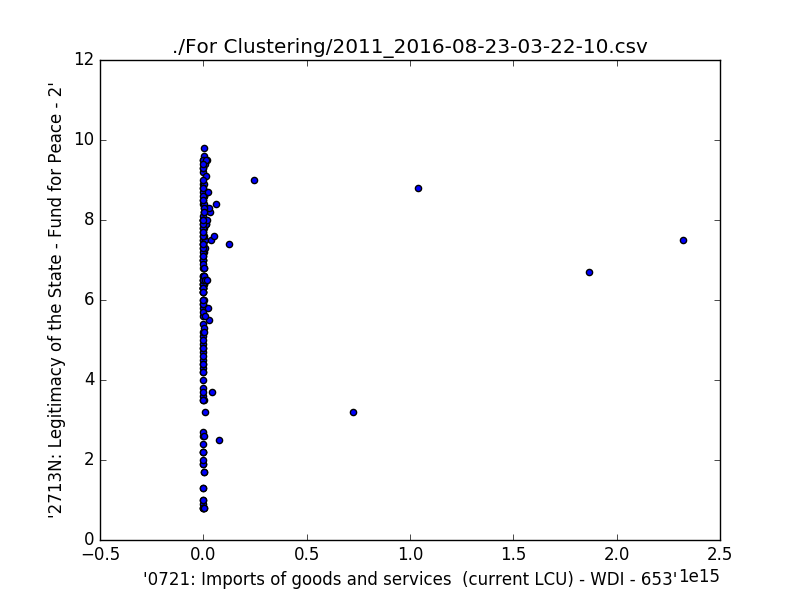 ./For Clustering/2011_2016-08-23-03-22-10.csv
12
10
8
6
4
2
0
'2713N: Legitimacy of the State - Fund for Peace - 2'
−0.5 0.0 0.5 1.0 1.5 2.0 2.5
1e15
'0721: Imports of goods and services  (current LCU) - WDI - 653'